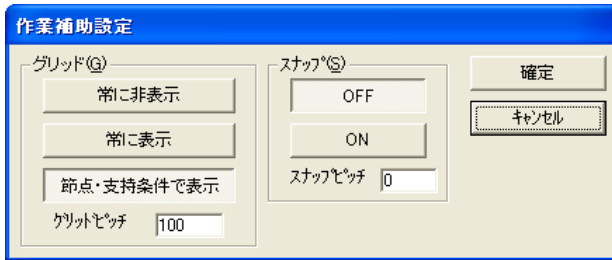 作業補助設定
グリッド(G)
常に非表示
常に表示
節点・支持条件で表示
グリッドピッチ 100
スナップ(S)
OFF
ON
スナップピッチ 0
確定
キャンセル